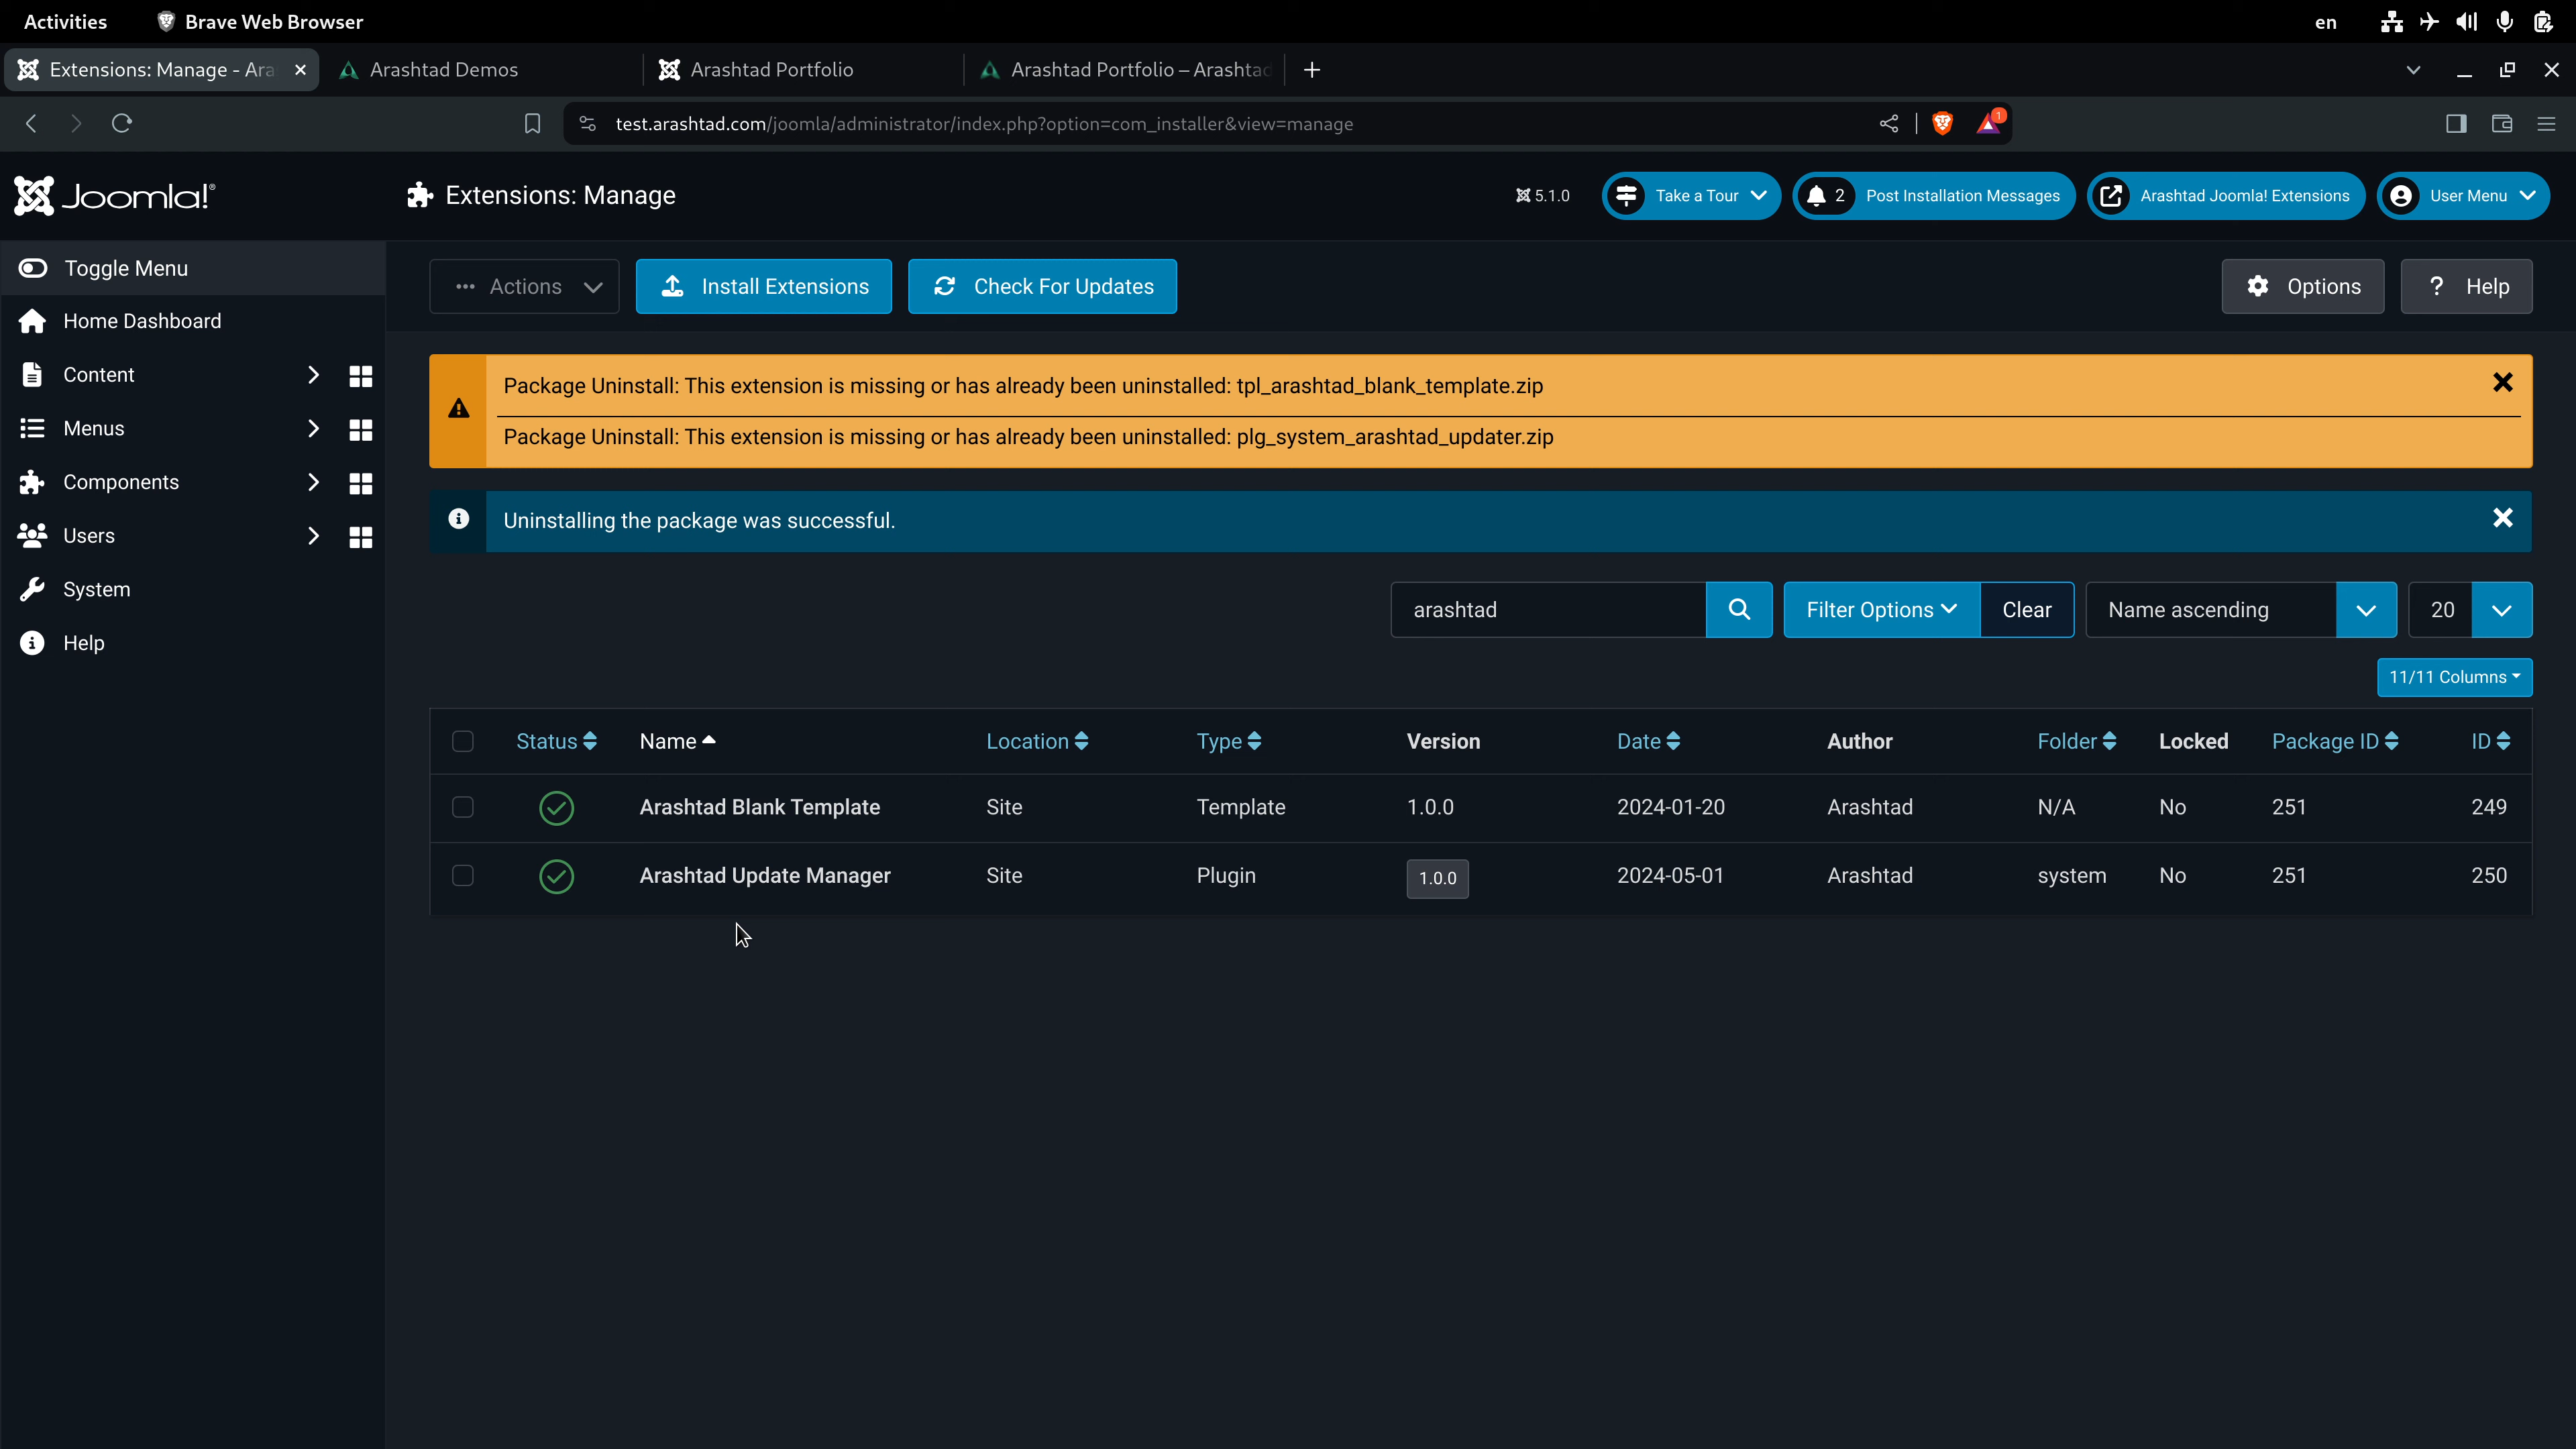 Activities Brave Web Browser en
Extensions: Manage - Ara Arashtad Demos Arashtad Portfolio Arashtad Portfolio – Arashtad
test.arashtad.com/joomla/administrator/index.php?option=com_installer&view=manage 1
Joomla!® Extensions: Manage 5.1.0 Take a Tour 2 Post Installation Messages Arashtad Joomla! Extensions User Menu
Toggle Menu
Home Dashboard
Content
Menus
Components
Users
System
Help
Actions Install Extensions Check For Updates Options ? Help
Package Uninstall: This extension is missing or has already been uninstalled: tpl_arashtad_blank_template.zip
Package Uninstall: This extension is missing or has already been uninstalled: plg_system_arashtad_updater.zip
Uninstalling the package was successful.
arashtad Filter Options Clear Name ascending 20
11/11 Columns
Status Name Location Type Version Date Author Folder Locked Package ID ID
Arashtad Blank Template Site Template 1.0.0 2024-01-20 Arashtad N/A No 251 249
Arashtad Update Manager Site Plugin 1.0.0 2024-05-01 Arashtad system No 251 250